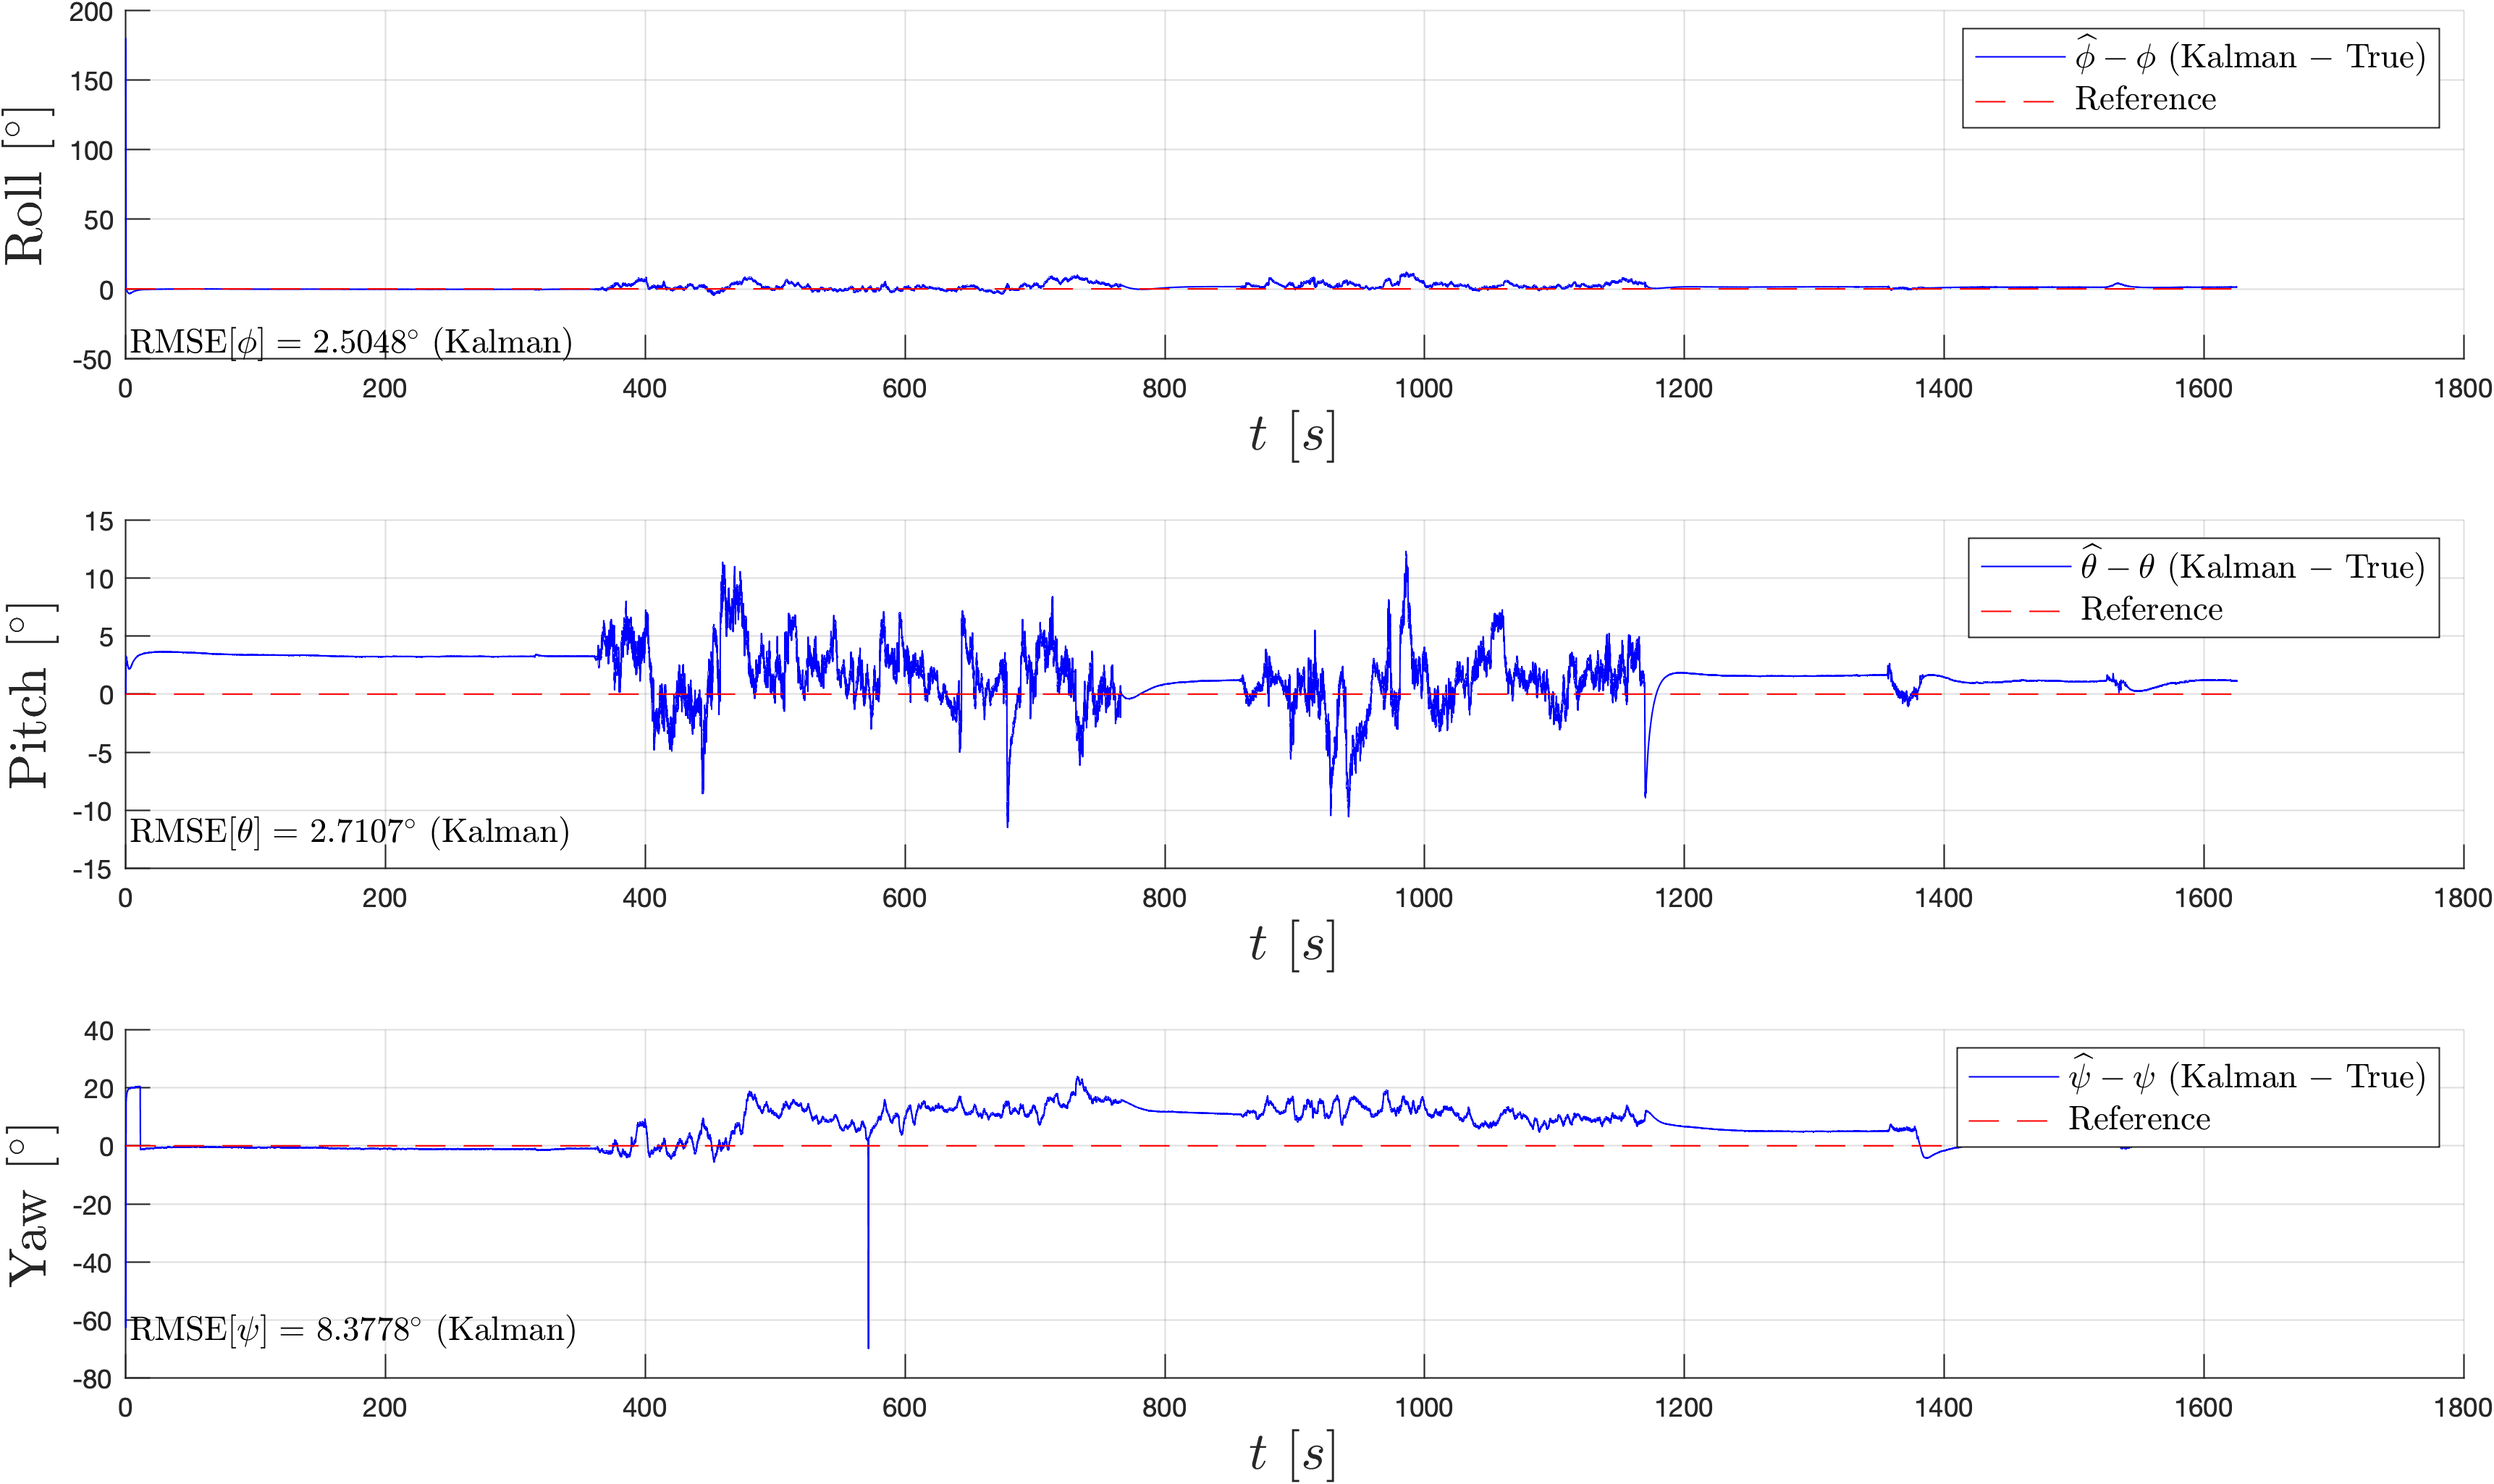 200
150
100
50
0
-50
Roll [°]
ϕ̂ − ϕ (Kalman − True)
Reference
RMSE[ϕ] = 2.5048° (Kalman)
0 200 400 600 800 1000 1200 1400 1600 1800
t [s]
15
10
5
0
-5
-10
-15
Pitch [°]
θ̂ − θ (Kalman − True)
Reference
RMSE[θ] = 2.7107° (Kalman)
0 200 400 600 800 1000 1200 1400 1600 1800
t [s]
40
20
0
-20
-40
-60
-80
Yaw [°]
ψ̂ − ψ (Kalman − True)
Reference
RMSE[ψ] = 8.3778° (Kalman)
0 200 400 600 800 1000 1200 1400 1600 1800
t [s]